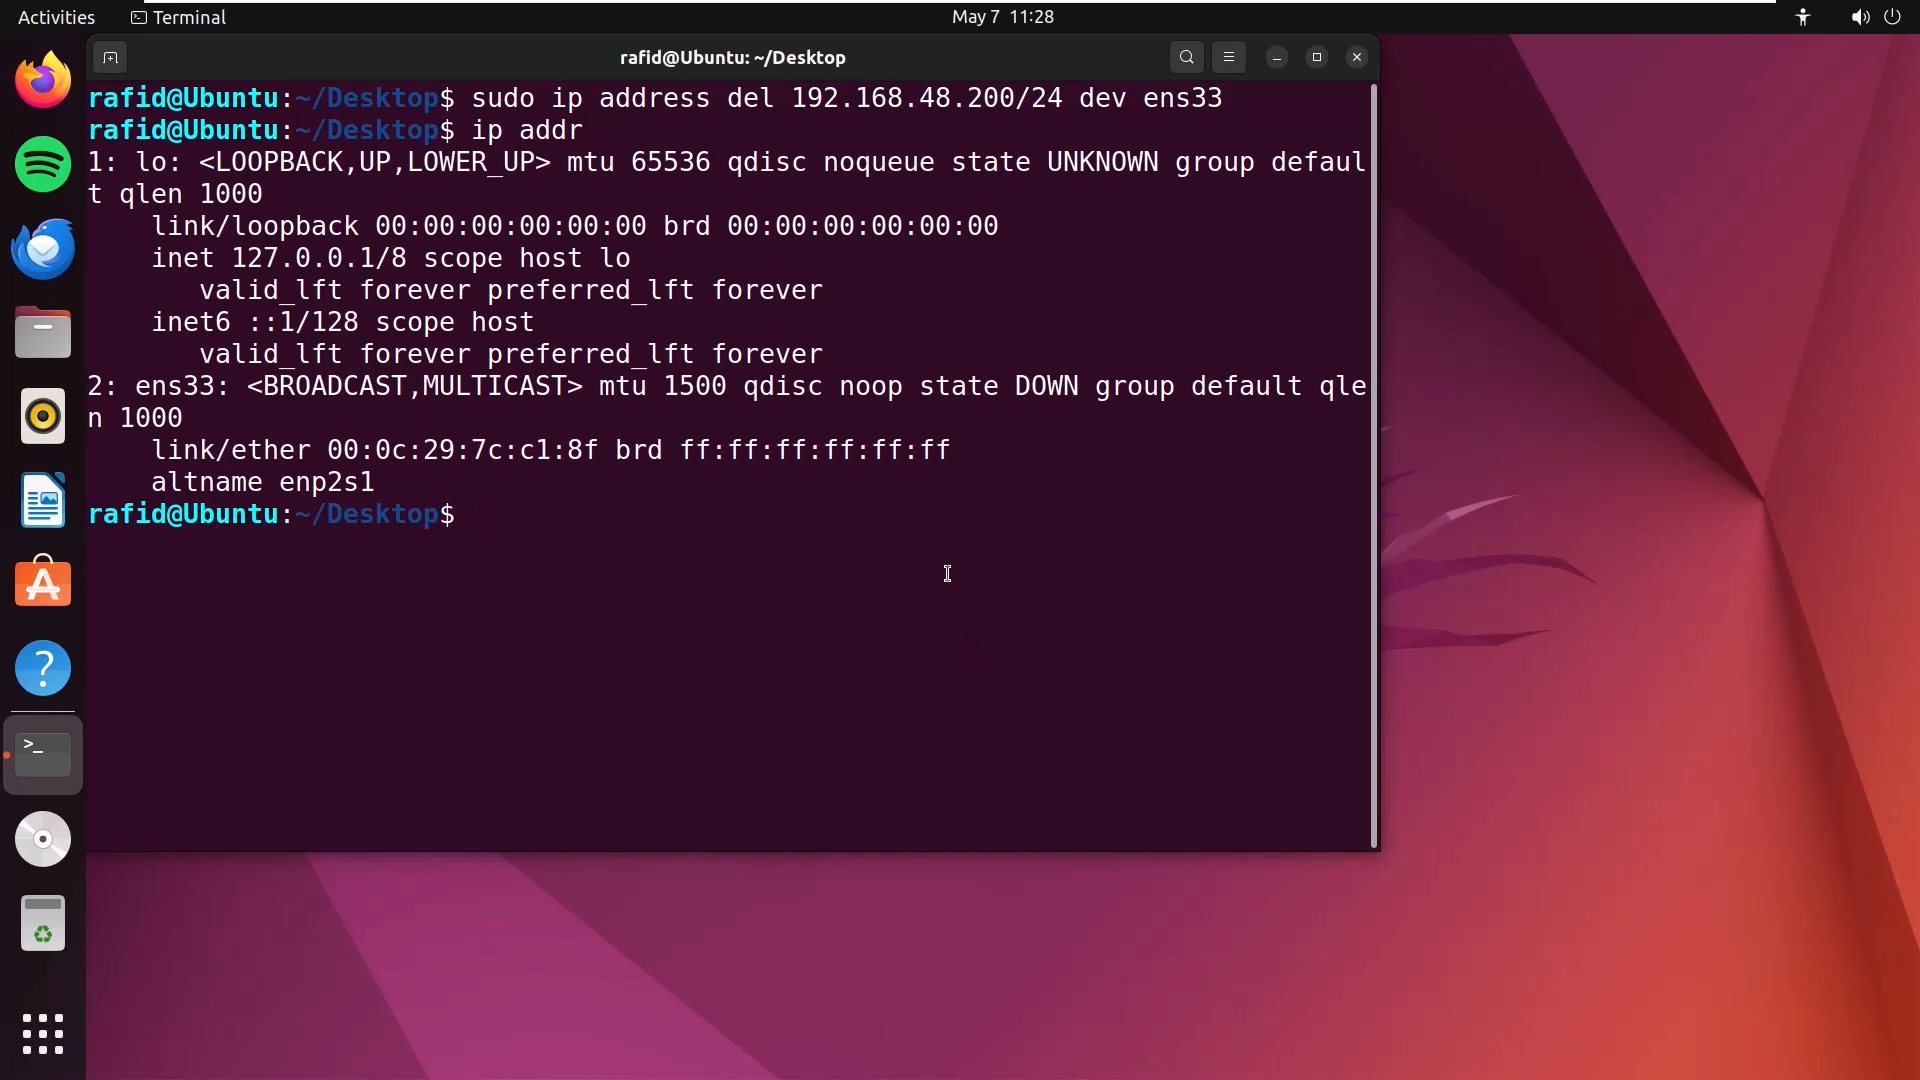 Activities Terminal May 7 11:28
rafid@Ubuntu: ~/Desktop
rafid@Ubuntu:~/Desktop$ sudo ip address del 192.168.48.200/24 dev ens33
rafid@Ubuntu:~/Desktop$ ip addr
1: lo: <LOOPBACK,UP,LOWER_UP> mtu 65536 qdisc noqueue state UNKNOWN group defaul
t qlen 1000
    link/loopback 00:00:00:00:00:00 brd 00:00:00:00:00:00
    inet 127.0.0.1/8 scope host lo
       valid_lft forever preferred_lft forever
    inet6 ::1/128 scope host
       valid_lft forever preferred_lft forever
2: ens33: <BROADCAST,MULTICAST> mtu 1500 qdisc noop state DOWN group default qle
n 1000
    link/ether 00:0c:29:7c:c1:8f brd ff:ff:ff:ff:ff:ff
    altname enp2s1
rafid@Ubuntu:~/Desktop$